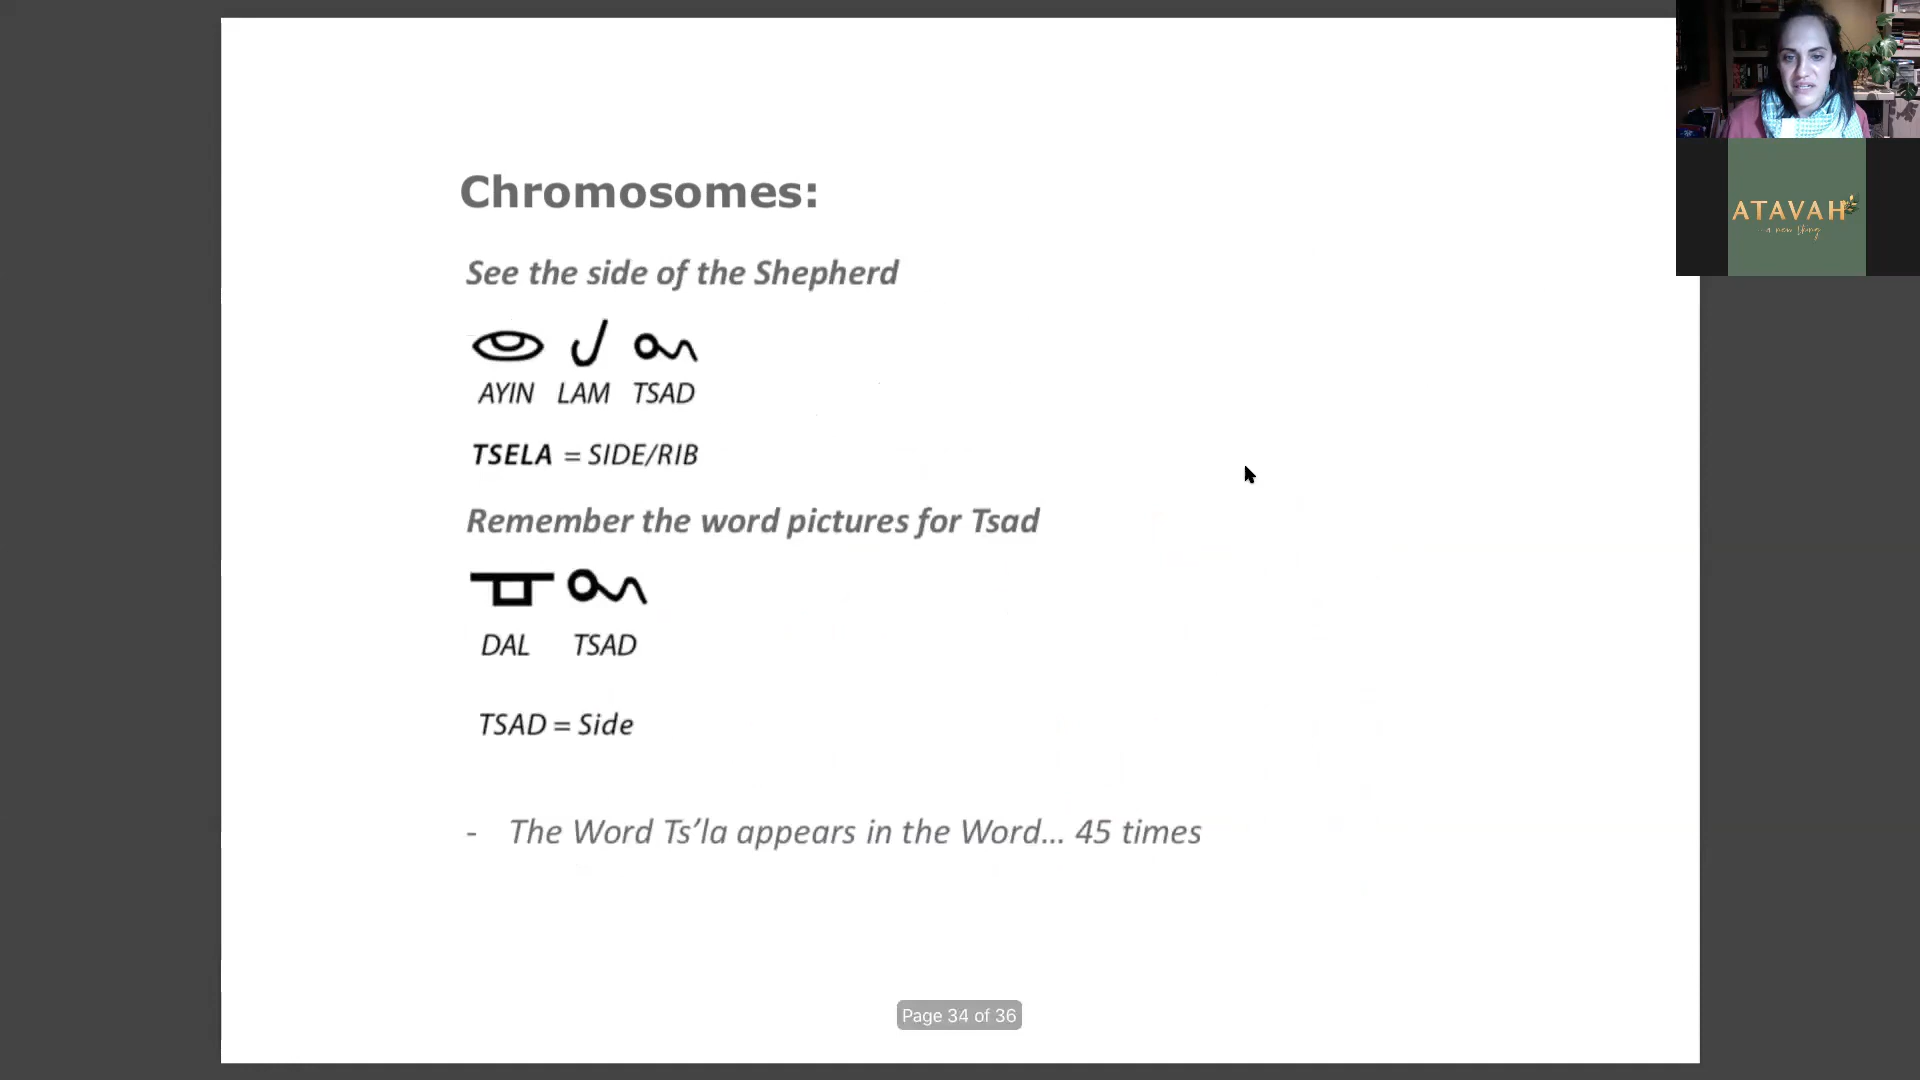 Chromosomes:
See the side of the Shepherd
AYIN LAM TSAD
TSELA = SIDE/RIB
Remember the word pictures for Tsad
DAL TSAD
TSAD = Side
- The Word Ts’la appears in the Word... 45 times
Page 34 of 36
ATAVAH
a new thing